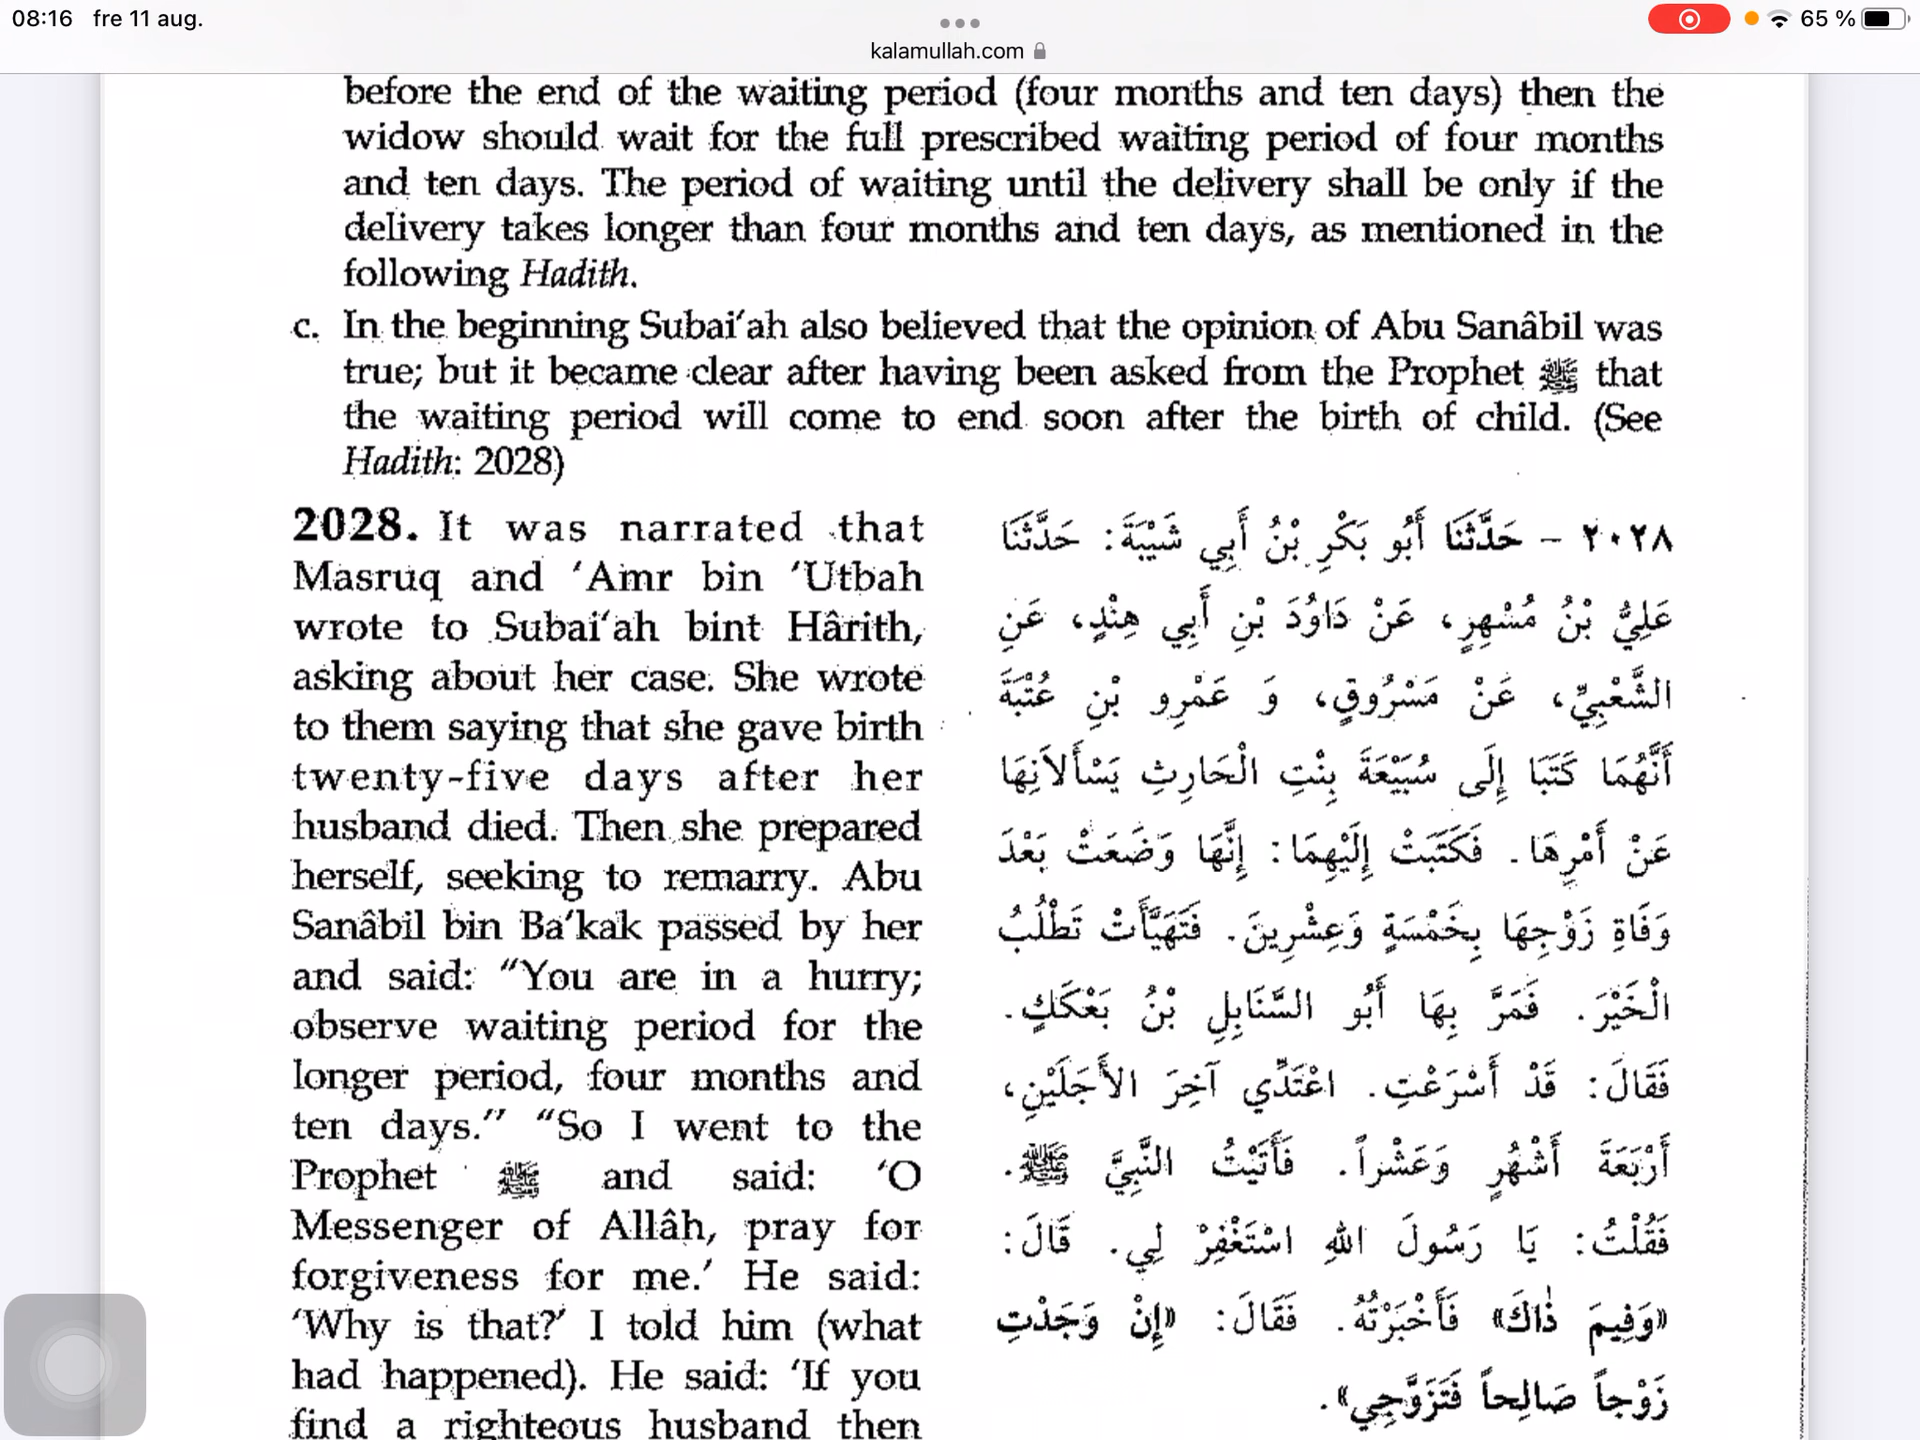 08:16 fre 11 aug.
65 %
kalamullah.com
before the end of the waiting period (four months and ten days) then the
widow should wait for the full prescribed waiting period of four months
and ten days. The period of waiting until the delivery shall be only if the
delivery takes longer than four months and ten days, as mentioned in the
following Hadith.
c. In the beginning Subai‘ah also believed that the opinion of Abu Sanâbil was
true; but it became clear after having been asked from the Prophet ﷺ that
the waiting period will come to end soon after the birth of child. (See
Hadith: 2028)
2028. It was narrated that
Masruq and ‘Amr bin ‘Utbah
wrote to Subai‘ah bint Hârith,
asking about her case. She wrote
to them saying that she gave birth
twenty-five days after her
husband died. Then she prepared
herself, seeking to remarry. Abu
Sanâbil bin Ba‘kak passed by her
and said: “You are in a hurry;
observe waiting period for the
longer period, four months and
ten days.” “So I went to the
Prophet ﷺ and said: ‘O
Messenger of Allâh, pray for
forgiveness for me.’ He said:
‘Why is that?’ I told him (what
had happened). He said: ‘If you
find a righteous husband then
٢٠٢٨ - حَدَّثَنَا أَبُو بَكْرِ بْنُ أَبِي شَيْبَةَ: حَدَّثَنَا
عَلِيُّ بْنُ مُسْهِرٍ، عَنْ دَاوُدَ بْنِ أَبِي هِنْدٍ، عَنِ
الشَّعْبِيِّ، عَنْ مَسْرُوقٍ، وَ عَمْرِو بْنِ عُتْبَةَ
أَنَّهُمَا كَتَبَا إِلَى سُبَيْعَةَ بِنْتِ الْحَارِثِ يَسْأَلاَنِهَا
عَنْ أَمْرِهَا. فَكَتَبَتْ إِلَيْهِمَا: إِنَّهَا وَضَعَتْ بَعْدَ
وَفَاةِ زَوْجِهَا بِخَمْسَةٍ وَعِشْرِينَ. فَتَهَيَّأَتْ تَطْلُبُ
الْخَيْرَ. فَمَرَّ بِهَا أَبُو السَّنَابِلِ بْنُ بَعْكَكٍ.
فَقَالَ: قَدْ أَسْرَعْتِ. اعْتَدِّي آخِرَ الأَجَلَيْنِ،
أَرْبَعَةَ أَشْهُرٍ وَعَشْراً. فَأَتَيْتُ النَّبِيَّ ﷺ.
فَقُلْتُ: يَا رَسُولَ اللهِ اسْتَغْفِرْ لِي. قَالَ:
«وَفِيمَ ذَاكَ» فَأَخْبَرْتُهُ. فَقَالَ: «إِنْ وَجَدْتِ
زَوْجاً صَالِحاً فَتَزَوَّجِي».